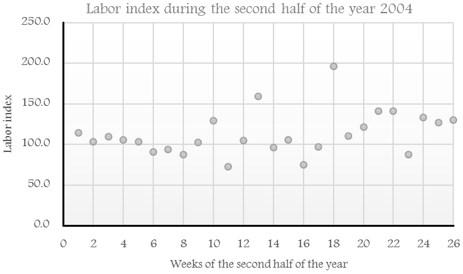 Labor index during the second half of the year 2004
250.0
200.0
150.0
100.0
50.0
0.0
Labor index
0 2 4 6 8 10 12 14 16 18 20 22 24 26
Weeks of the second half of the year